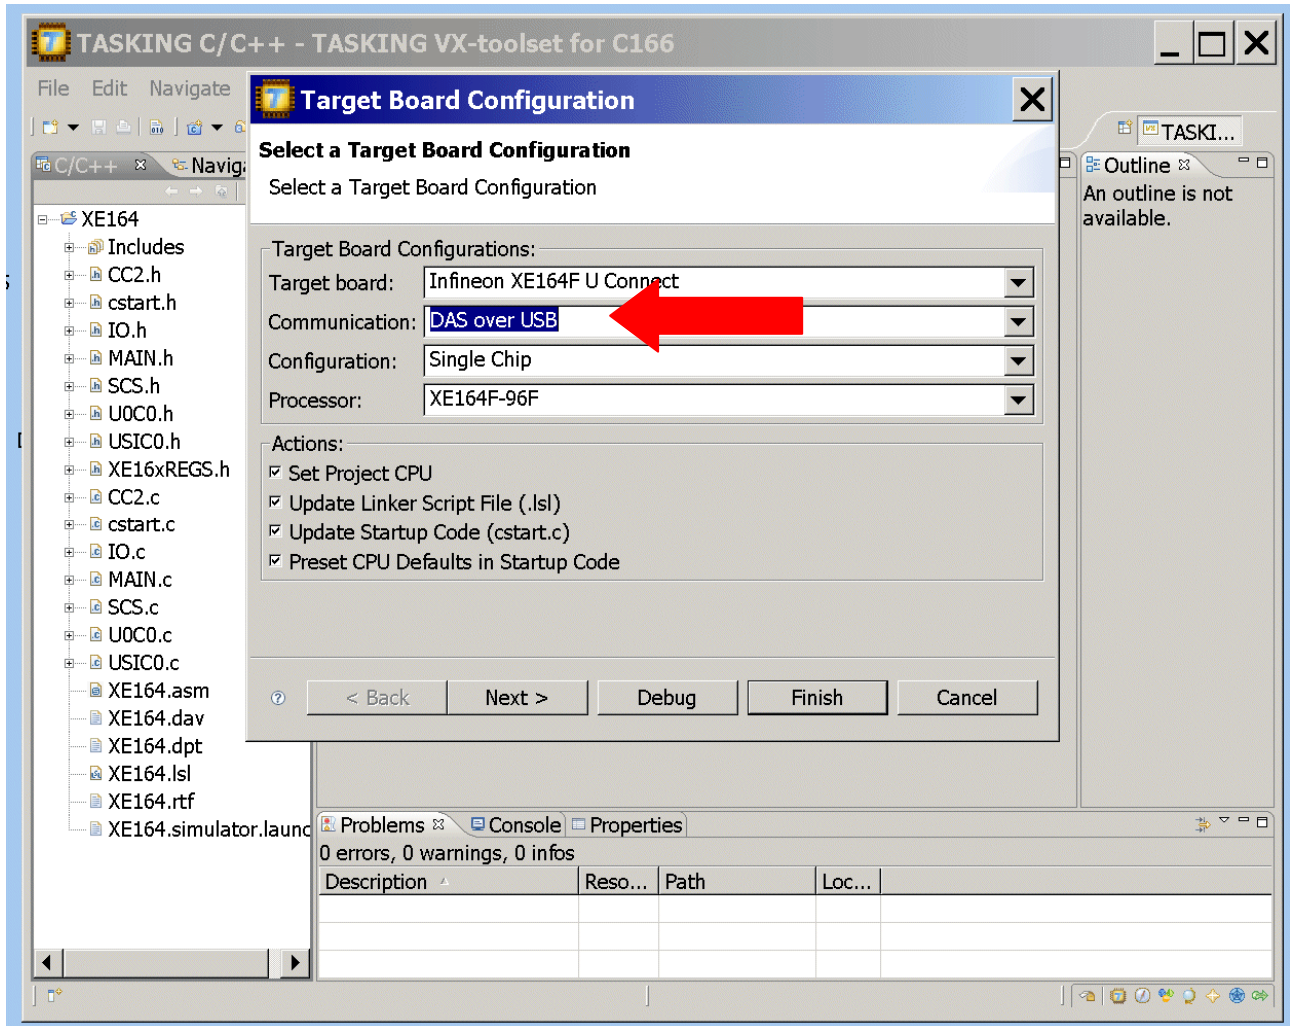 TASKING C/C++ - TASKING VX-toolset for C166
File Edit Navigate
Target Board Configuration
TASKI...
Select a Target Board Configuration
Select a Target Board Configuration
C/C++ Naviga
Outline
An outline is not
available.
XE164
Includes
CC2.h
cstart.h
IO.h
MAIN.h
SCS.h
U0C0.h
USIC0.h
XE16xREGS.h
CC2.c
cstart.c
IO.c
MAIN.c
SCS.c
U0C0.c
USIC0.c
XE164.asm
XE164.dav
XE164.dpt
XE164.lsl
XE164.rtf
XE164.simulator.launc
Target Board Configurations:
Target board: Infineon XE164F U Connect
Communication: DAS over USB
Configuration: Single Chip
Processor: XE164F-96F
Actions:
Set Project CPU
Update Linker Script File (.lsl)
Update Startup Code (cstart.c)
Preset CPU Defaults in Startup Code
< Back Next > Debug Finish Cancel
Problems Console Properties
0 errors, 0 warnings, 0 infos
Description Reso... Path Loc...